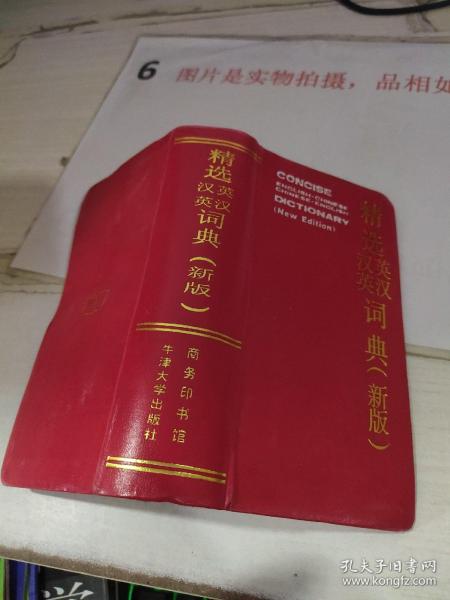 6 图片是实物拍摄，品相如
精选英汉
汉英词典(新版)
商务印书馆
牛津大学出版社
CONCISE
ENGLISH-CHINESE
CHINESE-ENGLISH
DICTIONARY
(New Edition)
精选英汉
汉英词典(新版)
孔夫子旧书网
www.kongfz.com